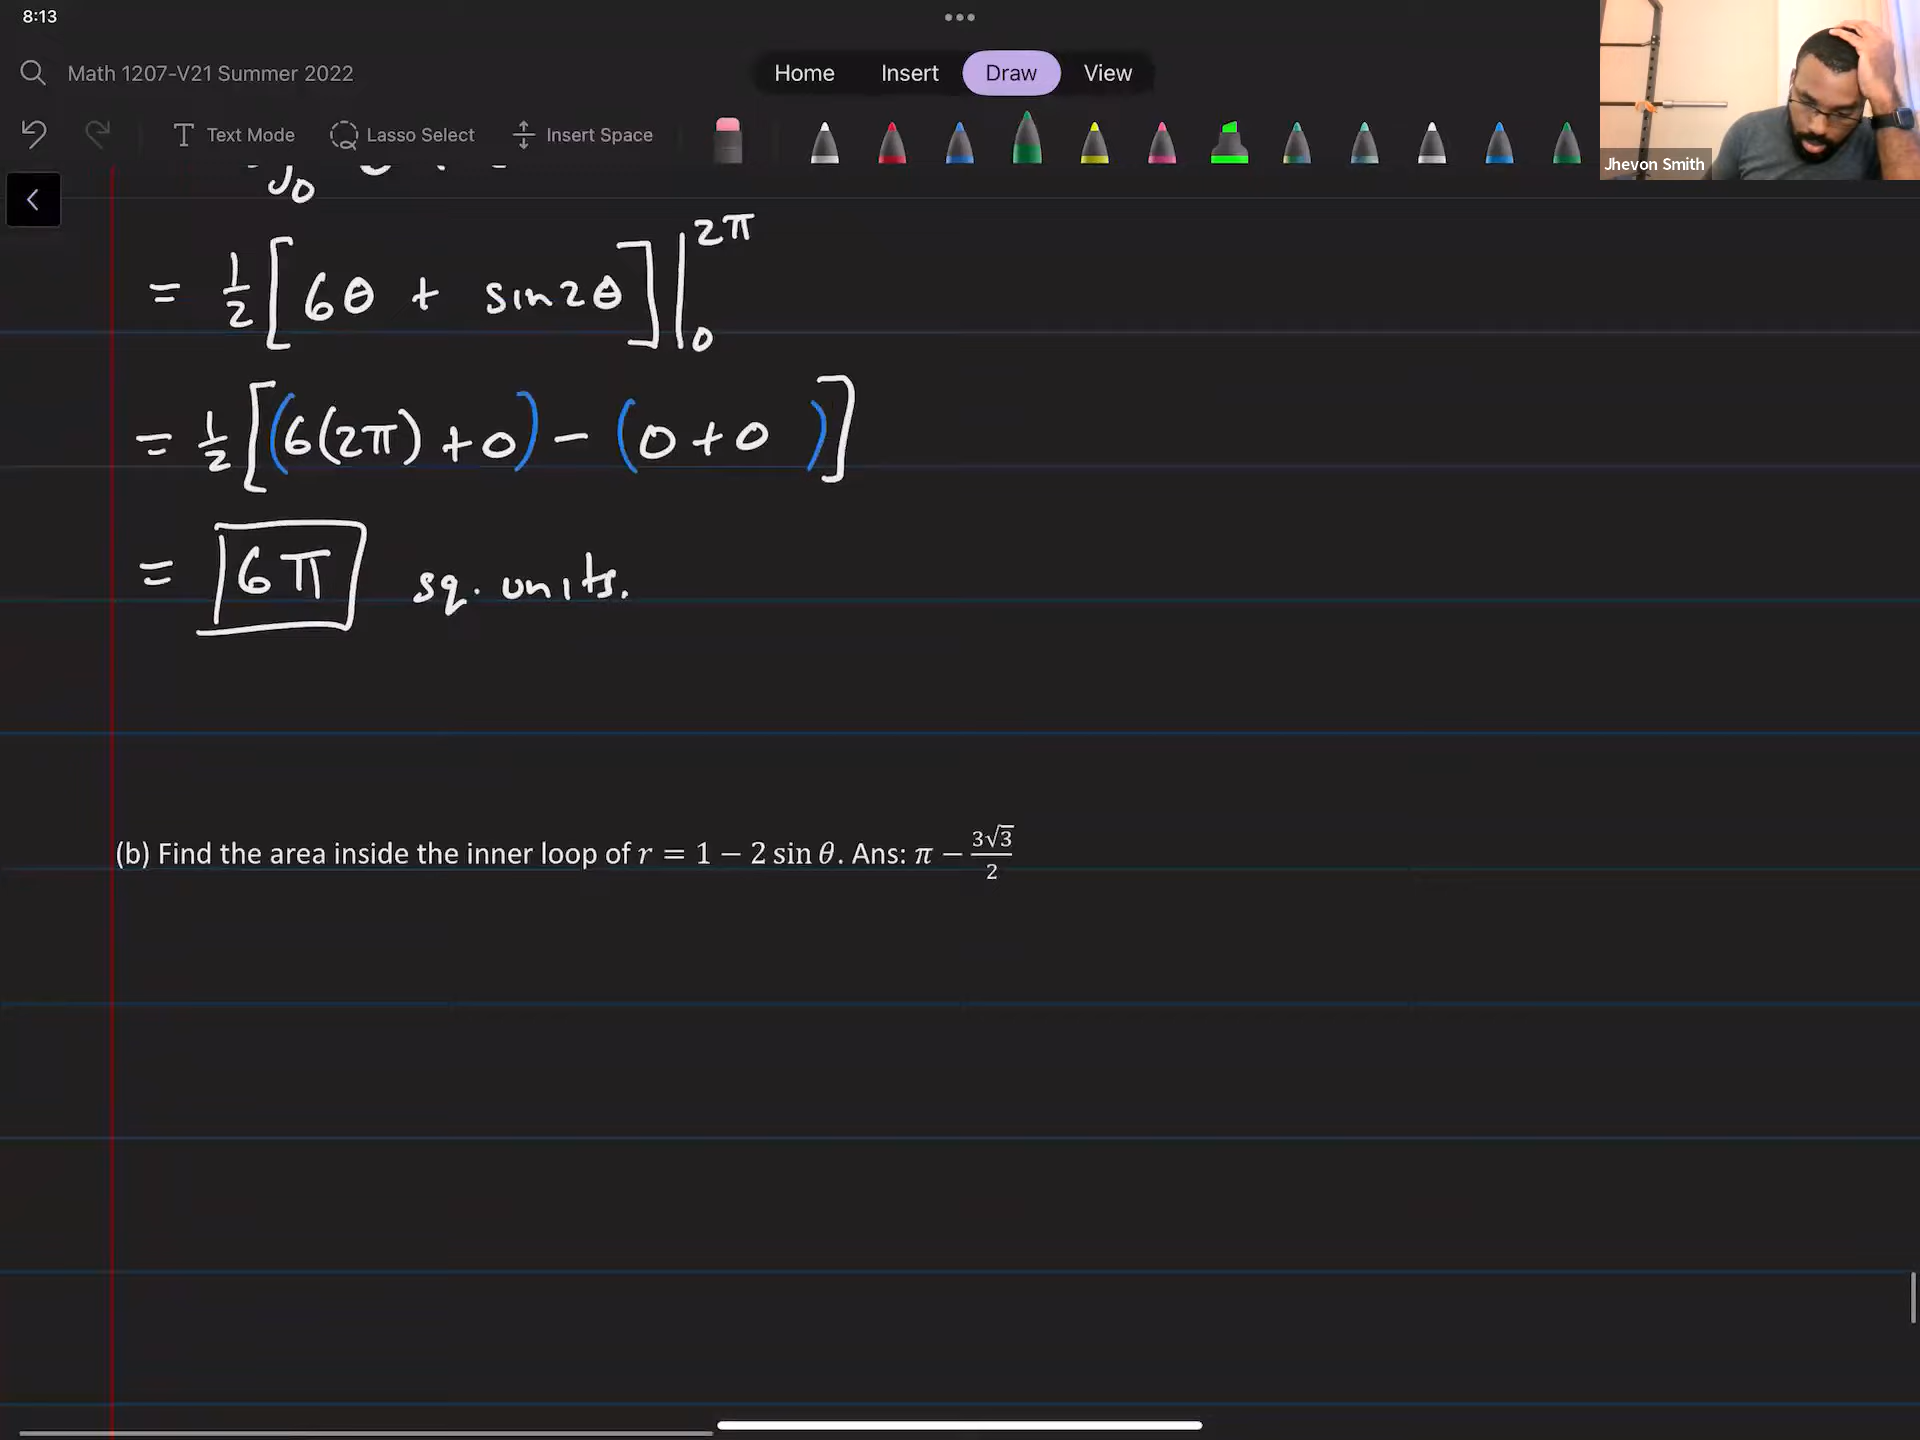 8:13
Math 1207-V21 Summer 2022
Home Insert Draw View
Text Mode Lasso Select Insert Space
Jhevon Smith
= 1/2 [6θ + sin2θ] |₀^2π
= 1/2 [(6(2π) + 0) − (0 + 0)]
= 6π sq. units.
(b) Find the area inside the inner loop of r = 1 − 2 sin θ. Ans: π − 3√3/2